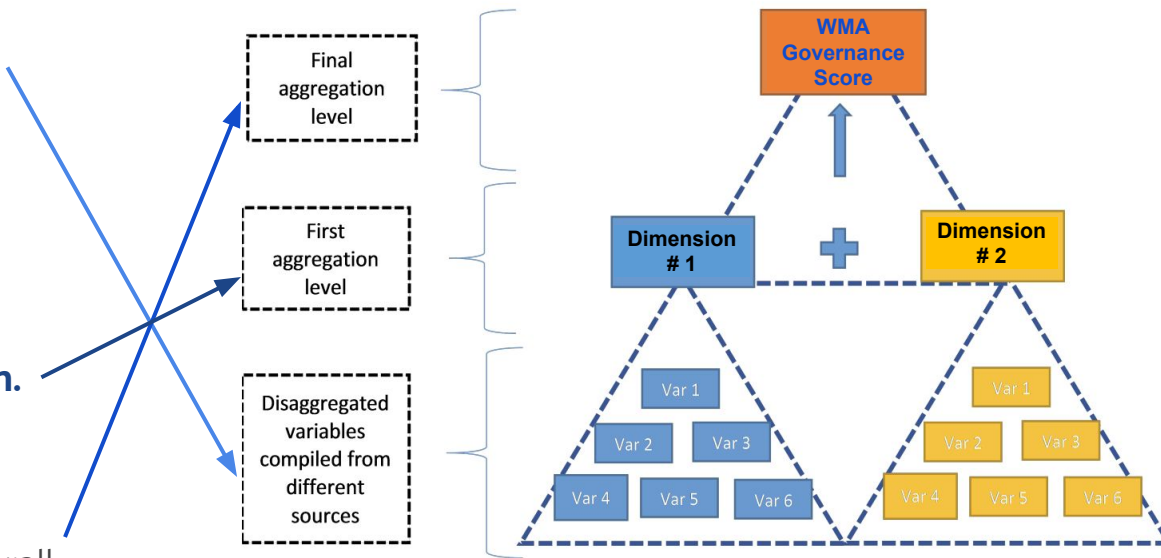 Final
aggregation
level
WMA
Governance
Score
First
aggregation
level
Dimension
# 1
Dimension
# 2
Disaggregated
variables
compiled from
different
sources
Var 1
Var 2
Var 3
Var 4
Var 5
Var 6
Var 1
Var 2
Var 3
Var 4
Var 5
Var 6